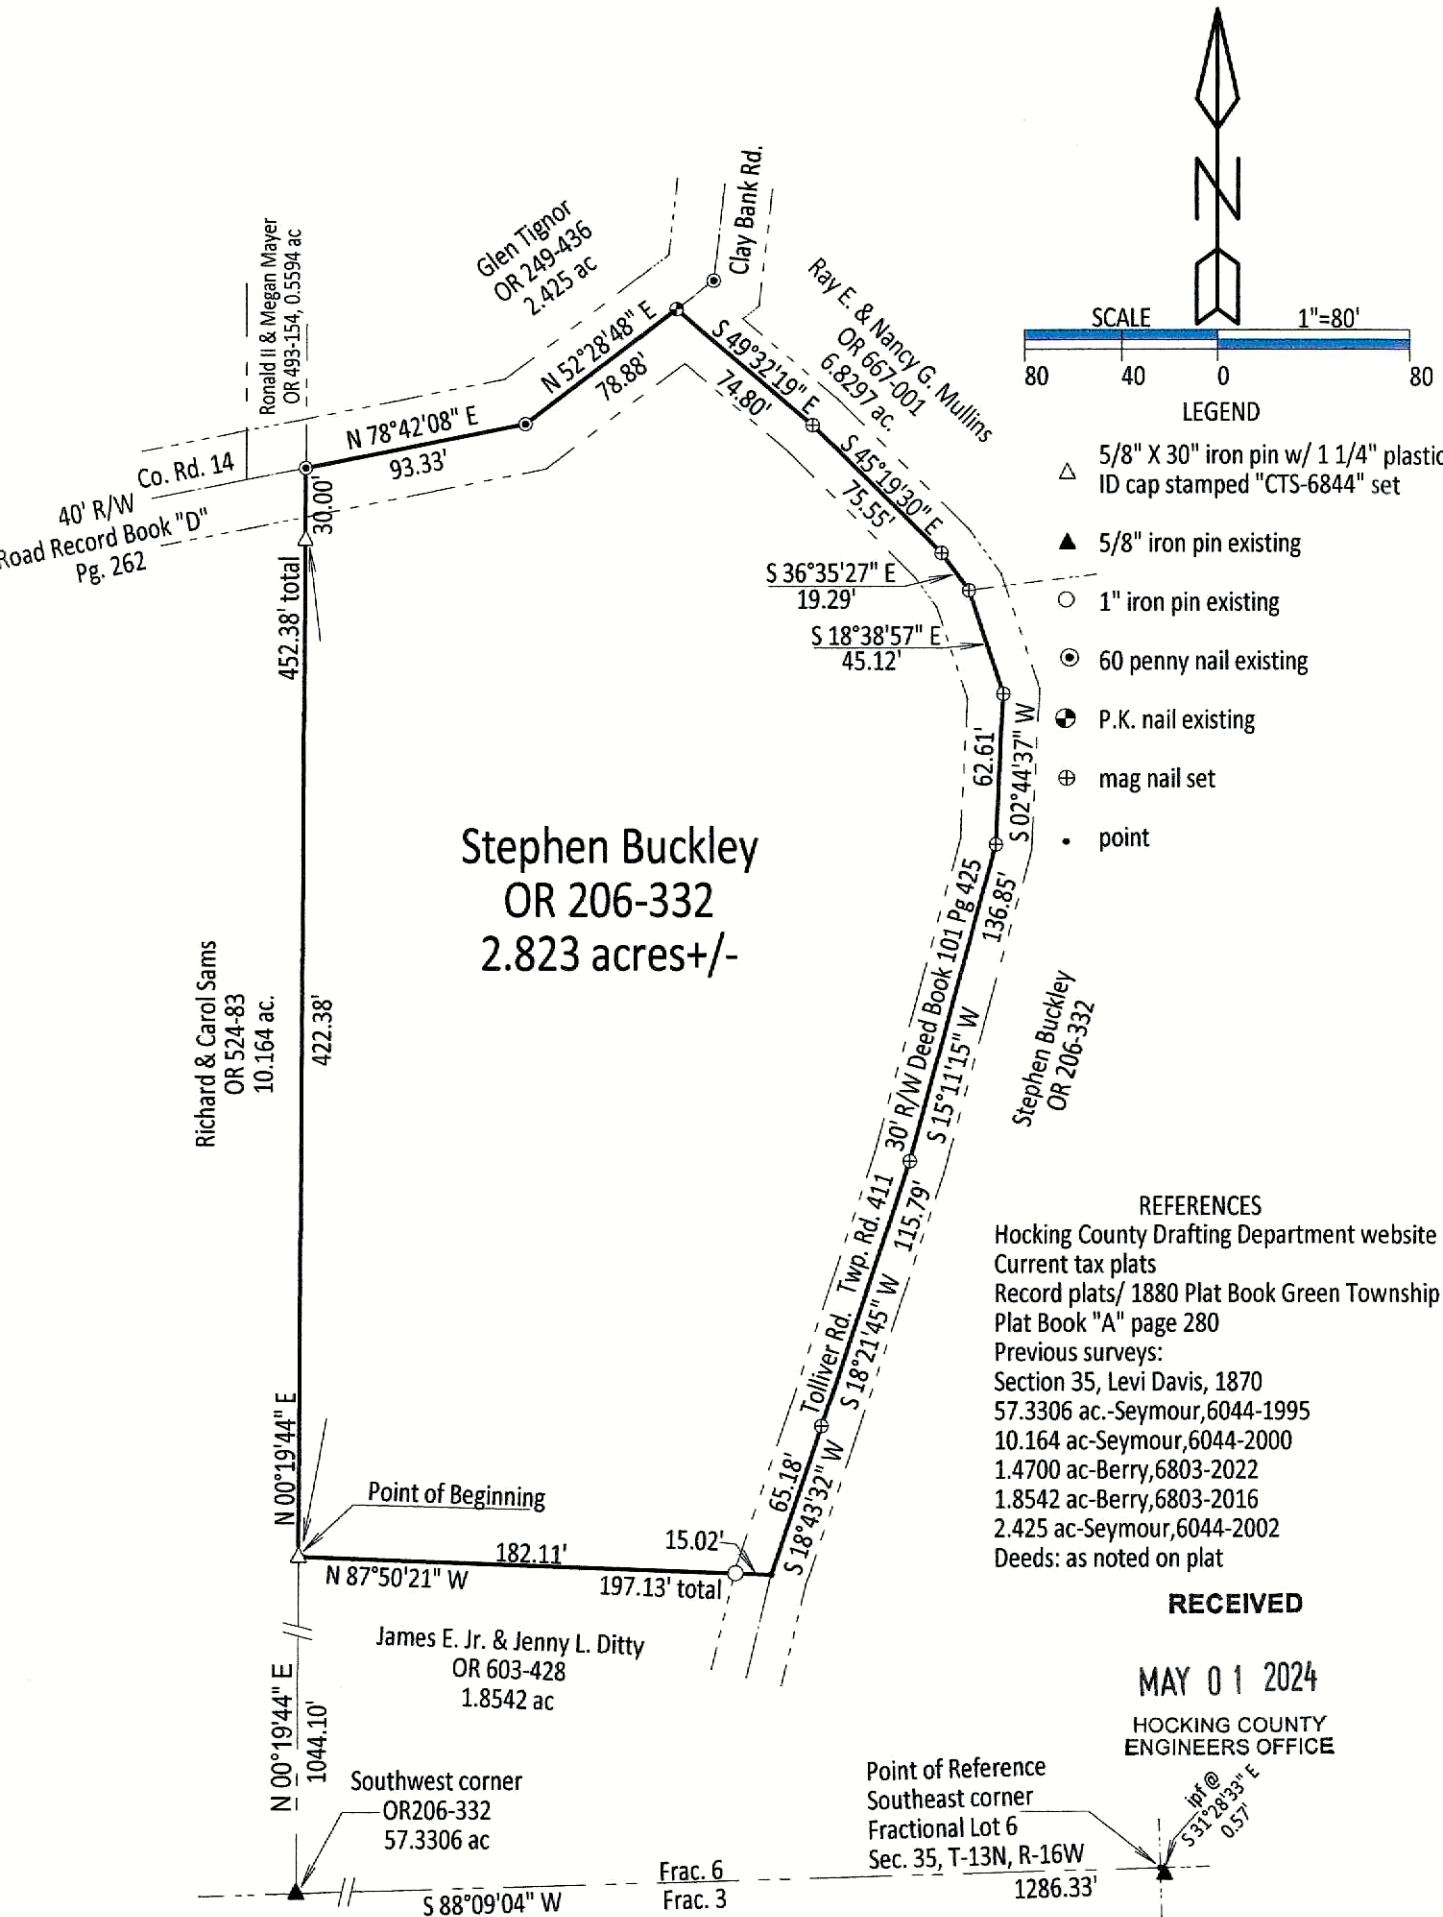 N
SCALE 1"=80'
80 40 0 80
LEGEND
5/8" X 30" iron pin w/ 1 1/4" plastic
ID cap stamped "CTS-6844" set
5/8" iron pin existing
1" iron pin existing
60 penny nail existing
P.K. nail existing
mag nail set
point
Ronald II & Megan Mayer
OR 493-154, 0.5594 ac
Glen Tignor
OR 249-436
2.425 ac
Clay Bank Rd.
Ray E. & Nancy G. Mullins
OR 667-001
6.8297 ac.
Co. Rd. 14
40' R/W
Road Record Book "D"
Pg. 262
N 78°42'08" E
93.33'
N 52°28'48" E
78.88'
S 49°32'19" E
74.80'
S 45°19'30" E
75.55'
S 36°35'27" E
19.29'
S 18°38'57" E
45.12'
62.61'
S 02°44'37" W
30.00'
452.38' total
Stephen Buckley
OR 206-332
2.823 acres+/-
136.85'
S 15°11'15" W
30' R/W Deed Book 101 Pg 425
Stephen Buckley
OR 206-332
Richard & Carol Sams
OR 524-83
10.164 ac.
422.38'
Tolliver Rd. Twp. Rd. 411
115.79'
S 18°21'45" W
65.18'
S 18°43'32" W
N 00°19'44" E
Point of Beginning
182.11'
15.02'
N 87°50'21" W
197.13' total
James E. Jr. & Jenny L. Ditty
OR 603-428
1.8542 ac
N 00°19'44" E
1044.10'
Southwest corner
OR206-332
57.3306 ac
REFERENCES
Hocking County Drafting Department website
Current tax plats
Record plats/ 1880 Plat Book Green Township
Plat Book "A" page 280
Previous surveys:
Section 35, Levi Davis, 1870
57.3306 ac.-Seymour,6044-1995
10.164 ac-Seymour,6044-2000
1.4700 ac-Berry,6803-2022
1.8542 ac-Berry,6803-2016
2.425 ac-Seymour,6044-2002
Deeds: as noted on plat
RECEIVED
MAY 01 2024
HOCKING COUNTY
ENGINEERS OFFICE
Point of Reference
Southeast corner
Fractional Lot 6
Sec. 35, T-13N, R-16W
ipf @
S 31°28'33" E
0.57'
Frac. 6
Frac. 3
S 88°09'04" W
1286.33'